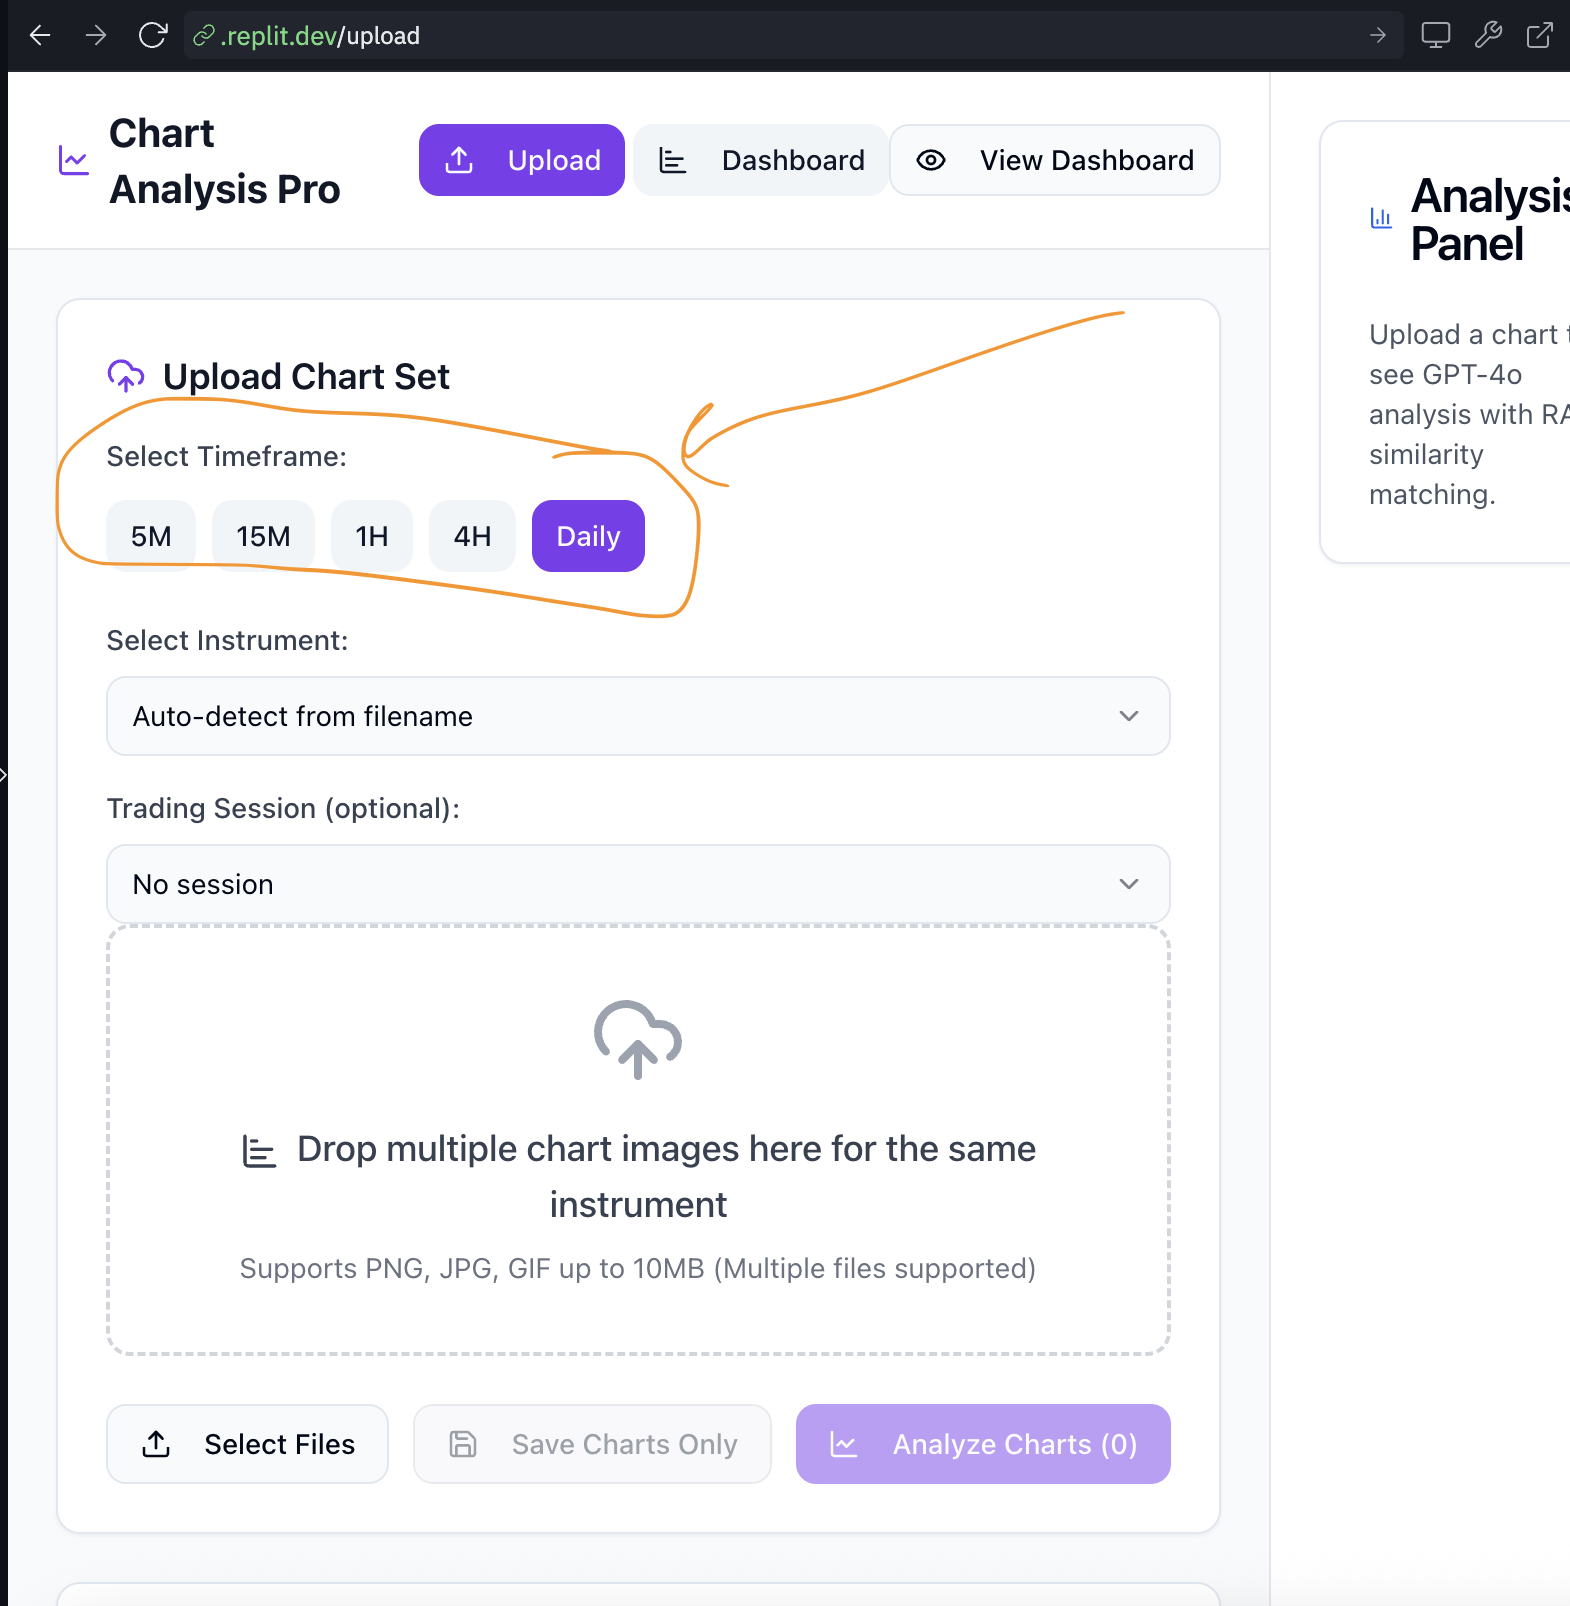 .replit.dev/upload
Chart
Analysis Pro
Upload
Dashboard
View Dashboard
Analysis
Panel
Upload a chart t
see GPT-4o
analysis with RA
similarity
matching.
Upload Chart Set
Select Timeframe:
5M 15M 1H 4H Daily
Select Instrument:
Auto-detect from filename
Trading Session (optional):
No session
Drop multiple chart images here for the same
instrument
Supports PNG, JPG, GIF up to 10MB (Multiple files supported)
Select Files
Save Charts Only
Analyze Charts (0)